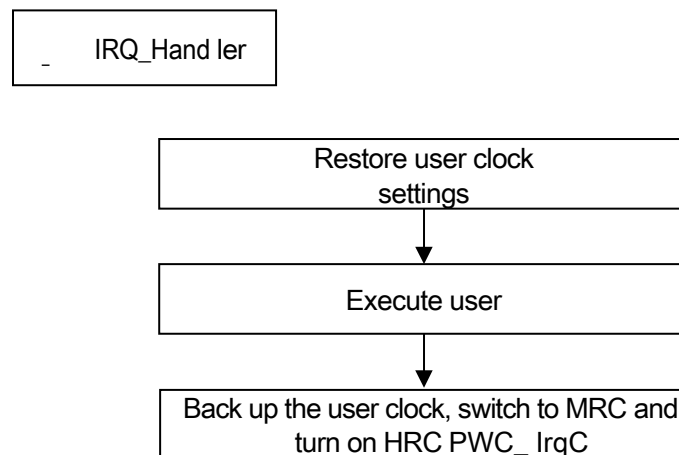 _ IRQ_Hand ler
Restore user clock
settings
Execute user
Back up the user clock, switch to MRC and
turn on HRC PWC_ IrqC